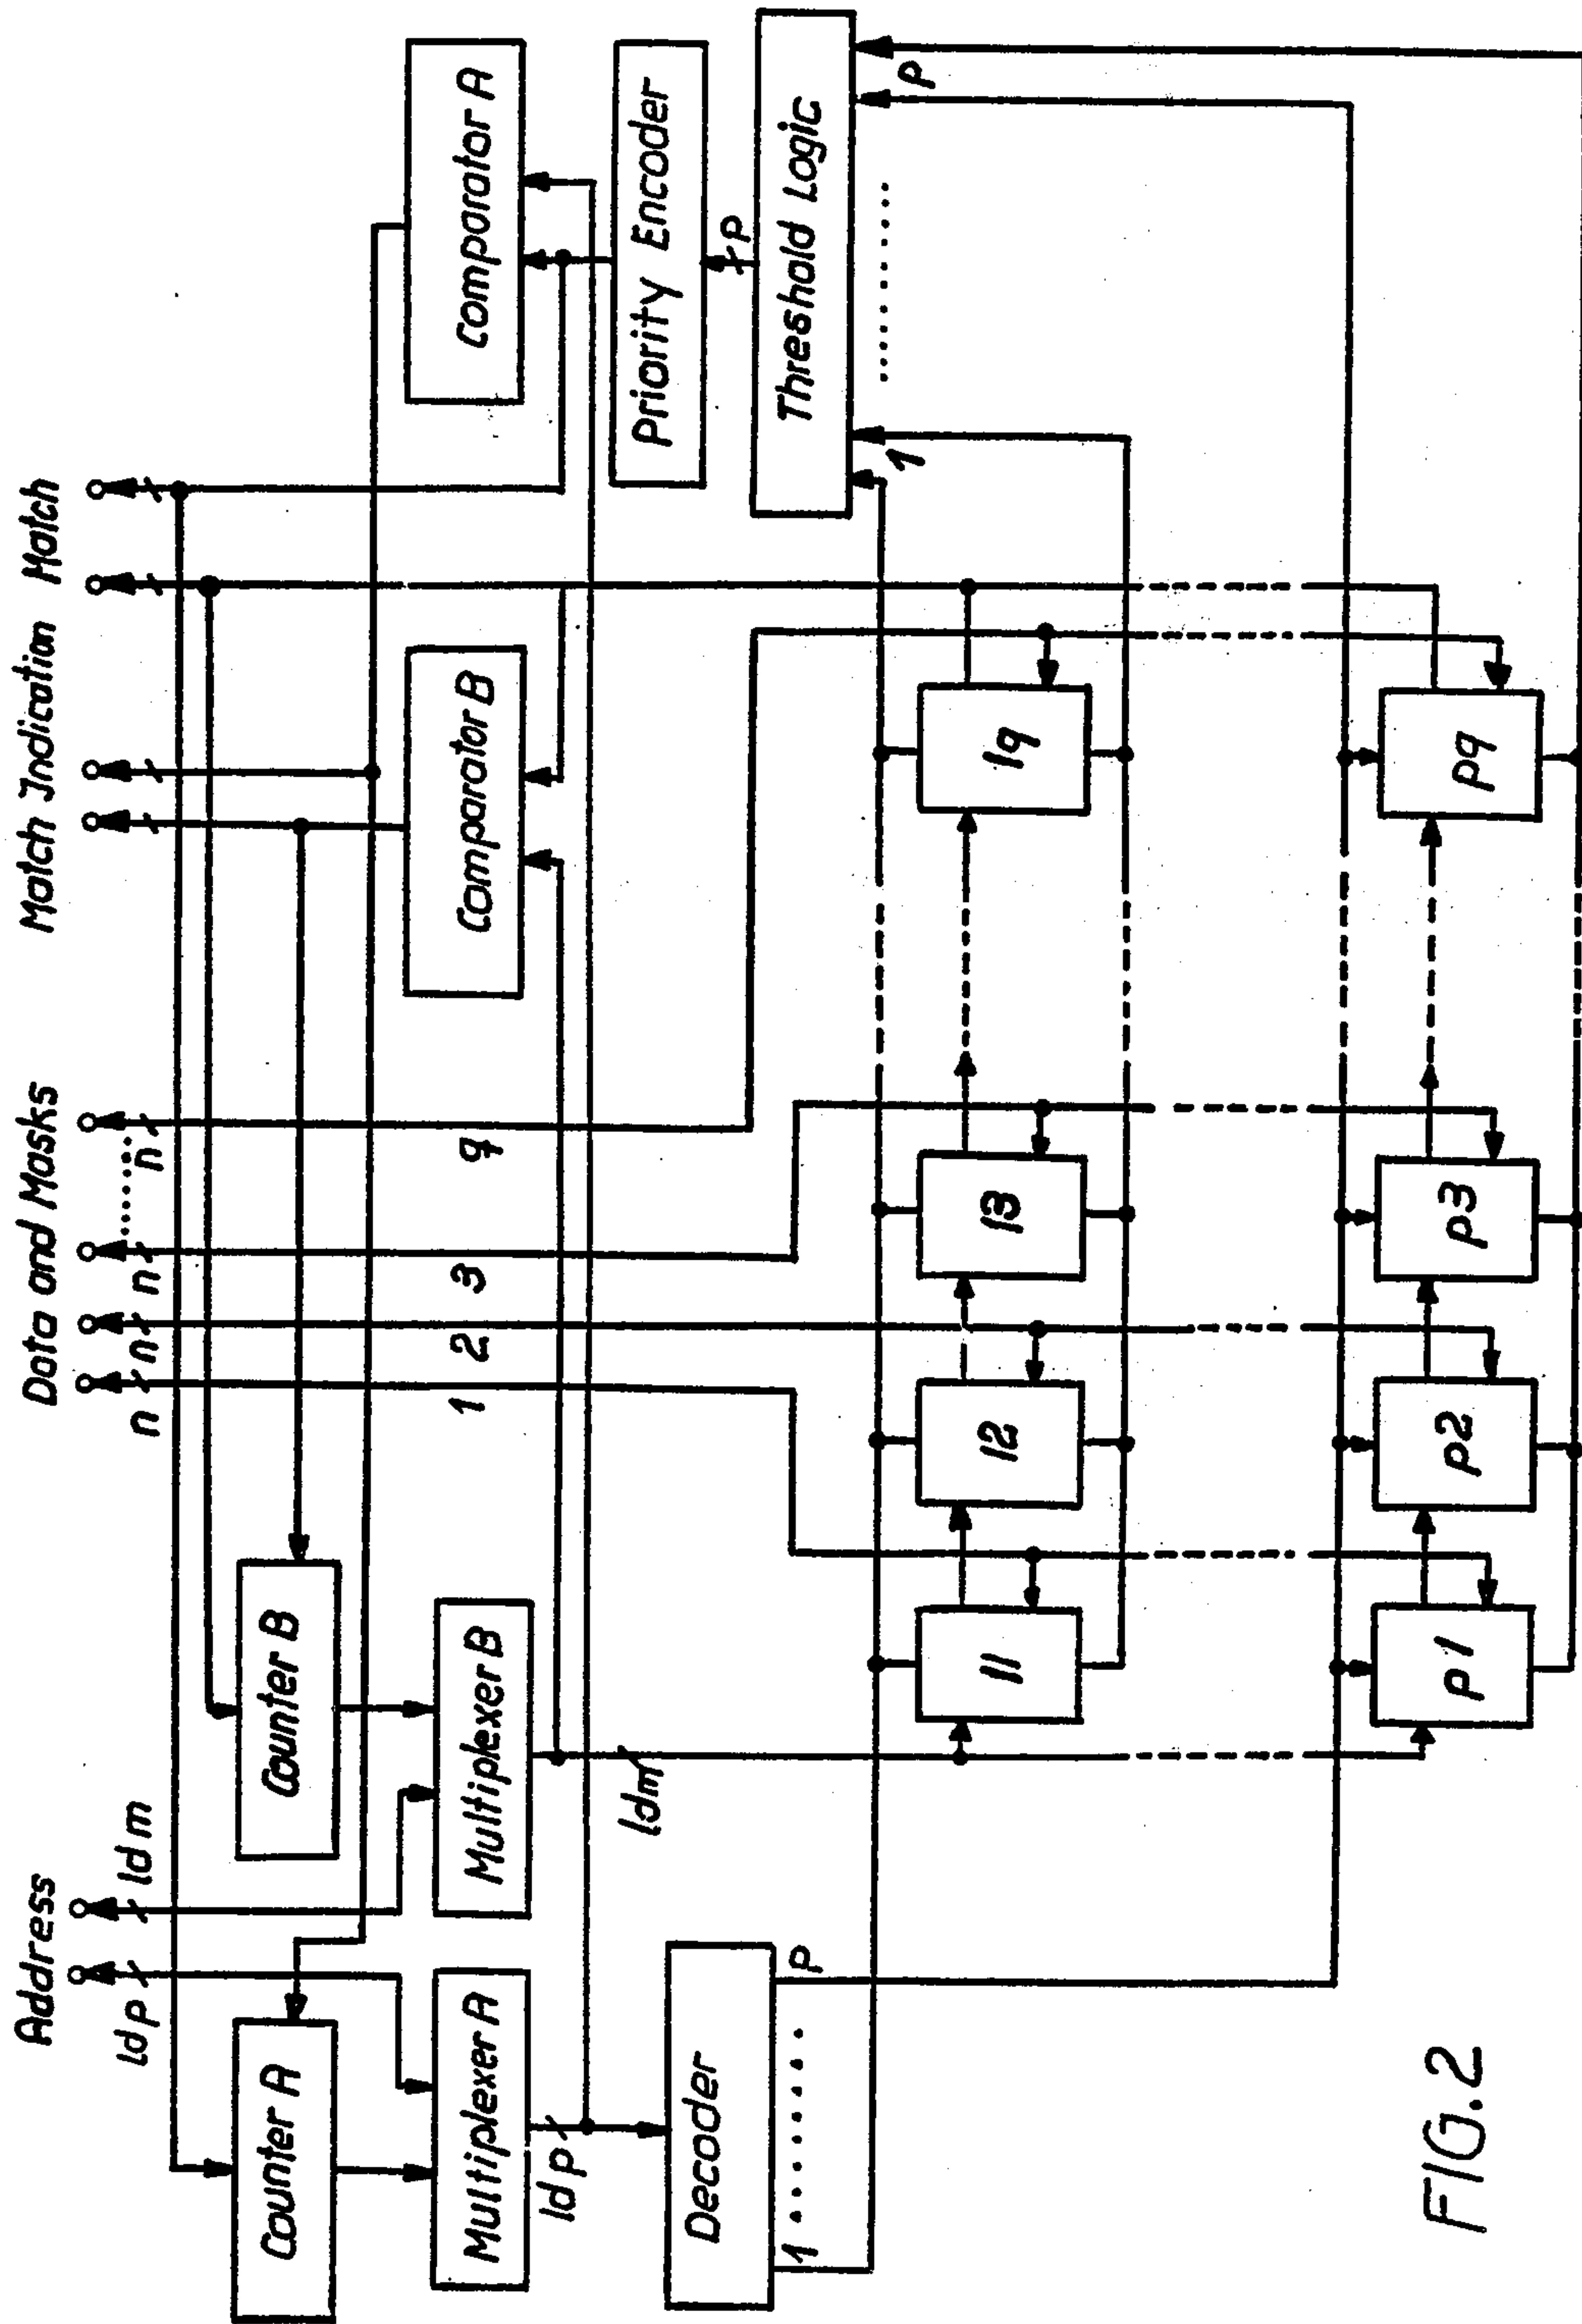 Address
Data and Masks
Match Indication
Match
ld p
ld m
n
n
n
......
n
Counter A
Counter B
Multiplexer A
Multiplexer B
Comparator B
Comparator A
1
2
3
q
ld p
ldm
Priority Encoder
P
Decoder
Threshold Logic
1 ....... P
1
........
P
11
12
13
1q
p1
p2
p3
pq
FIG. 2